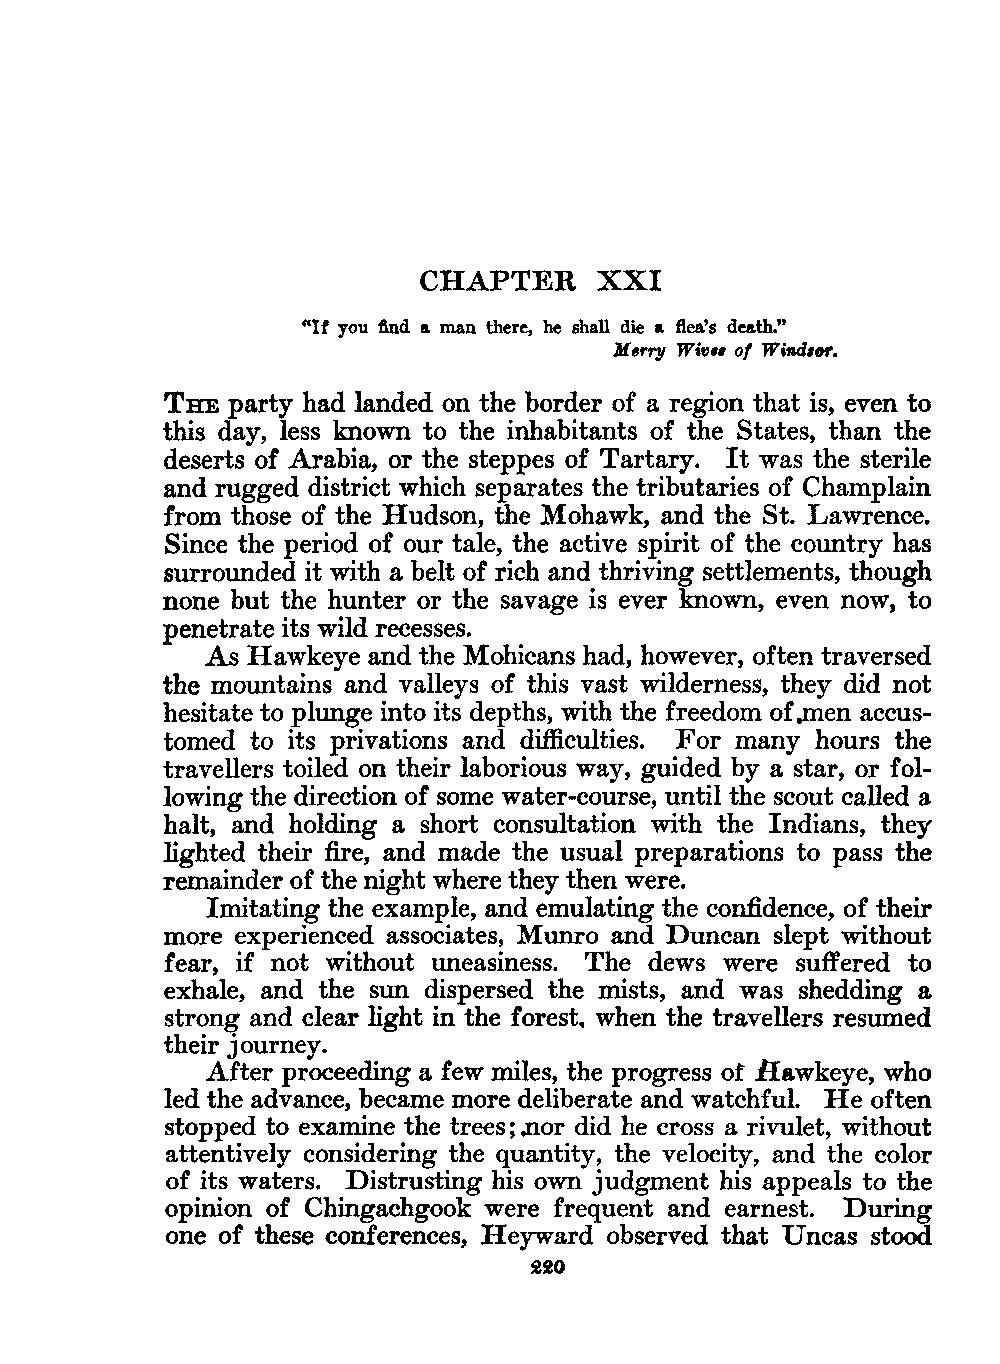 CHAPTER XXI
"If you find a man there, he shall die a flea's death."
Merry Wives of Windsor.
THE party had landed on the border of a region that is, even to
this day, less known to the inhabitants of the States, than the
deserts of Arabia, or the steppes of Tartary. It was the sterile
and rugged district which separates the tributaries of Champlain
from those of the Hudson, the Mohawk, and the St. Lawrence.
Since the period of our tale, the active spirit of the country has
surrounded it with a belt of rich and thriving settlements, though
none but the hunter or the savage is ever known, even now, to
penetrate its wild recesses.
As Hawkeye and the Mohicans had, however, often traversed
the mountains and valleys of this vast wilderness, they did not
hesitate to plunge into its depths, with the freedom of men accus-
tomed to its privations and difficulties. For many hours the
travellers toiled on their laborious way, guided by a star, or fol-
lowing the direction of some water-course, until the scout called a
halt, and holding a short consultation with the Indians, they
lighted their fire, and made the usual preparations to pass the
remainder of the night where they then were.
Imitating the example, and emulating the confidence, of their
more experienced associates, Munro and Duncan slept without
fear, if not without uneasiness. The dews were suffered to
exhale, and the sun dispersed the mists, and was shedding a
strong and clear light in the forest, when the travellers resumed
their journey.
After proceeding a few miles, the progress of Hawkeye, who
led the advance, became more deliberate and watchful. He often
stopped to examine the trees; nor did he cross a rivulet, without
attentively considering the quantity, the velocity, and the color
of its waters. Distrusting his own judgment his appeals to the
opinion of Chingachgook were frequent and earnest. During
one of these conferences, Heyward observed that Uncas stood
220